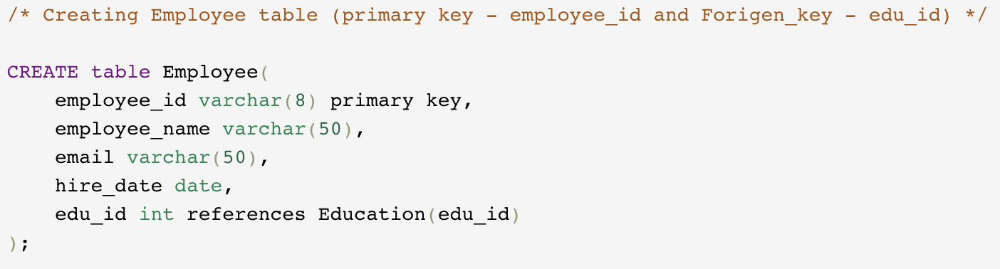 /* Creating Employee table (primary key - employee_id and Forigen_key - edu_id) */
CREATE table Employee(
    employee_id varchar(8) primary key,
    employee_name varchar(50),
    email varchar(50),
    hire_date date,
    edu_id int references Education(edu_id)
);